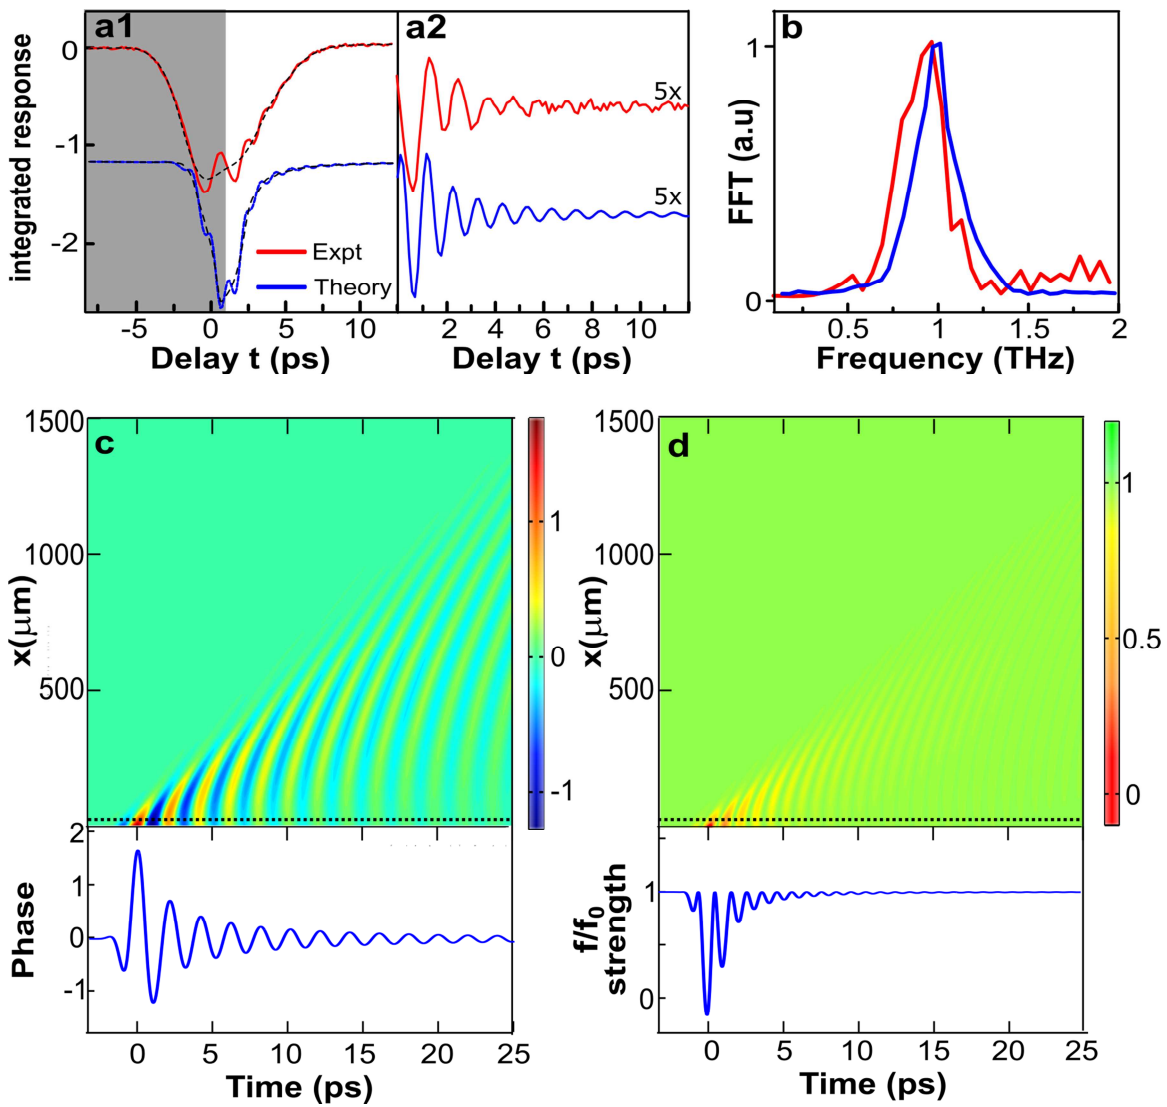 a1
a2
b
integrated response
0
-1
-2
Expt
Theory
-5
0
5
10
Delay t (ps)
5x
5x
2
4
6
8
10
12
Delay t (ps)
FFT (a.u)
1
0
0.5
1
1.5
2
Frequency (THz)
c
x(μm)
1500
1000
500
1
0
-1
d
x(μm)
1500
1000
500
1
0.5
0
Phase
2
1
0
-1
0
5
10
15
20
25
Time (ps)
f/f0
strength
1
0
0
5
10
15
20
25
Time (ps)